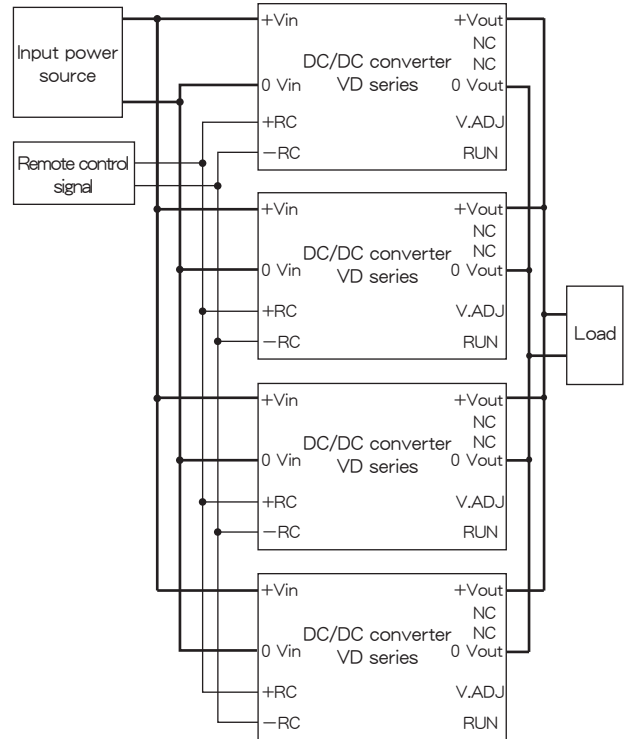 Input power
source
Remote control
signal
+Vin
+Vout
NC
DC/DC converter
NC
VD series
0 Vin
0 Vout
+RC
V.ADJ
−RC
RUN
+Vin
+Vout
NC
DC/DC converter
NC
VD series
0 Vin
0 Vout
+RC
V.ADJ
−RC
RUN
Load
+Vin
+Vout
NC
DC/DC converter
NC
VD series
0 Vin
0 Vout
+RC
V.ADJ
−RC
RUN
+Vin
+Vout
NC
DC/DC converter
NC
VD series
0 Vin
0 Vout
+RC
V.ADJ
−RC
RUN